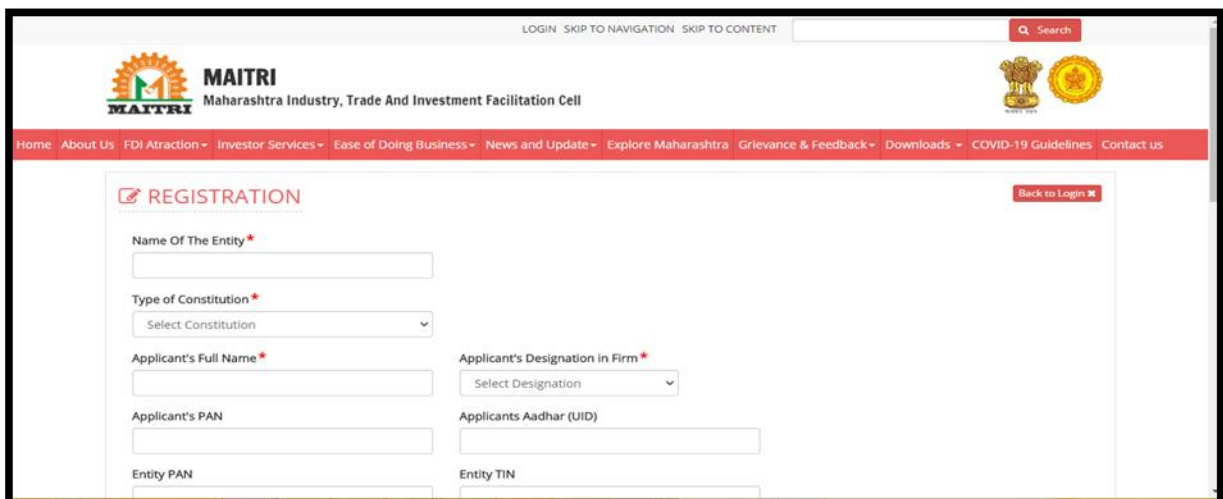 LOGIN SKIP TO NAVIGATION SKIP TO CONTENT
Search
MAITRI
MAITRI
Maharashtra Industry, Trade And Investment Facilitation Cell
Home About Us FDI Atraction Investor Services Ease of Doing Business News and Update Explore Maharashtra Grievance & Feedback Downloads COVID-19 Guidelines Contact us
REGISTRATION
Back to Login ✖
Name Of The Entity*
Type of Constitution*
Select Constitution
Applicant's Full Name* Applicant's Designation in Firm*
Select Designation
Applicant's PAN Applicants Aadhar (UID)
Entity PAN Entity TIN